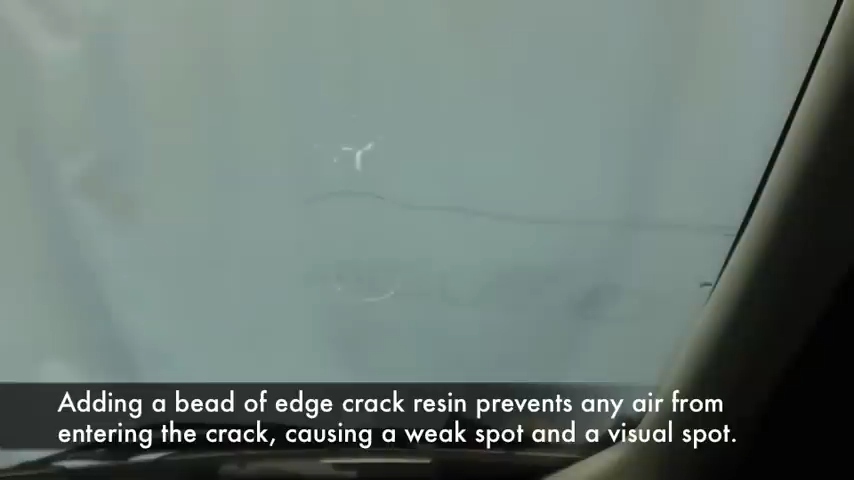 Adding a bead of edge crack resin prevents any air from
entering the crack, causing a weak spot and a visual spot.